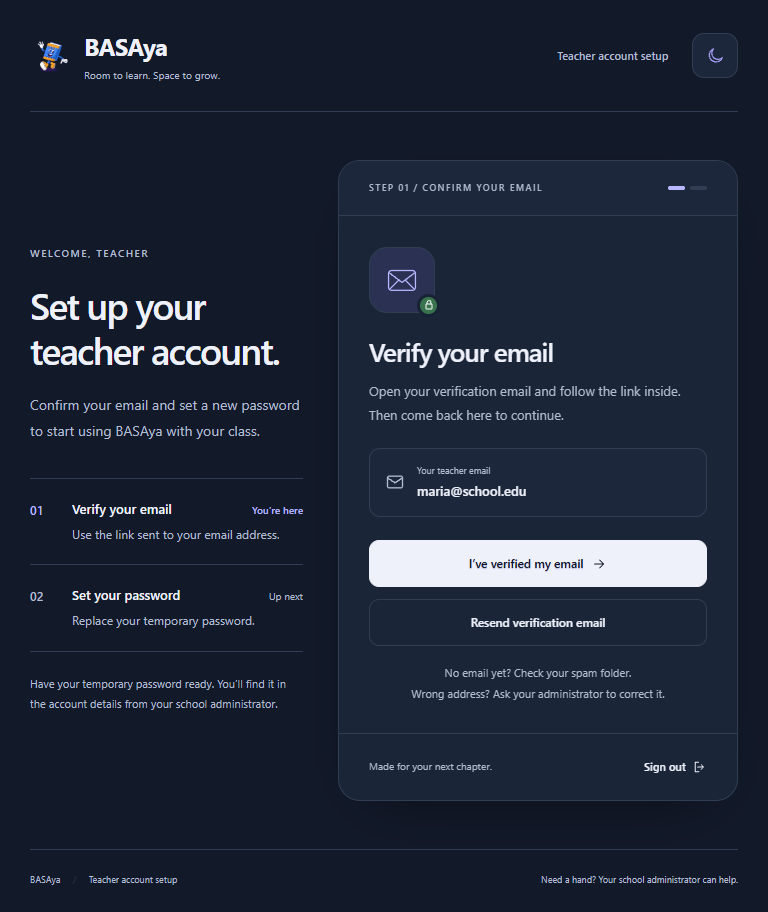 BASAya
Room to learn. Space to grow.
Teacher account setup
WELCOME, TEACHER
Set up your
teacher account.
Confirm your email and set a new password
to start using BASAya with your class.
01 Verify your email You're here
Use the link sent to your email address.
02 Set your password Up next
Replace your temporary password.
Have your temporary password ready. You'll find it in
the account details from your school administrator.
STEP 01 / CONFIRM YOUR EMAIL
Verify your email
Open your verification email and follow the link inside.
Then come back here to continue.
Your teacher email
maria@school.edu
I've verified my email →
Resend verification email
No email yet? Check your spam folder.
Wrong address? Ask your administrator to correct it.
Made for your next chapter.
Sign out
BASAya / Teacher account setup
Need a hand? Your school administrator can help.